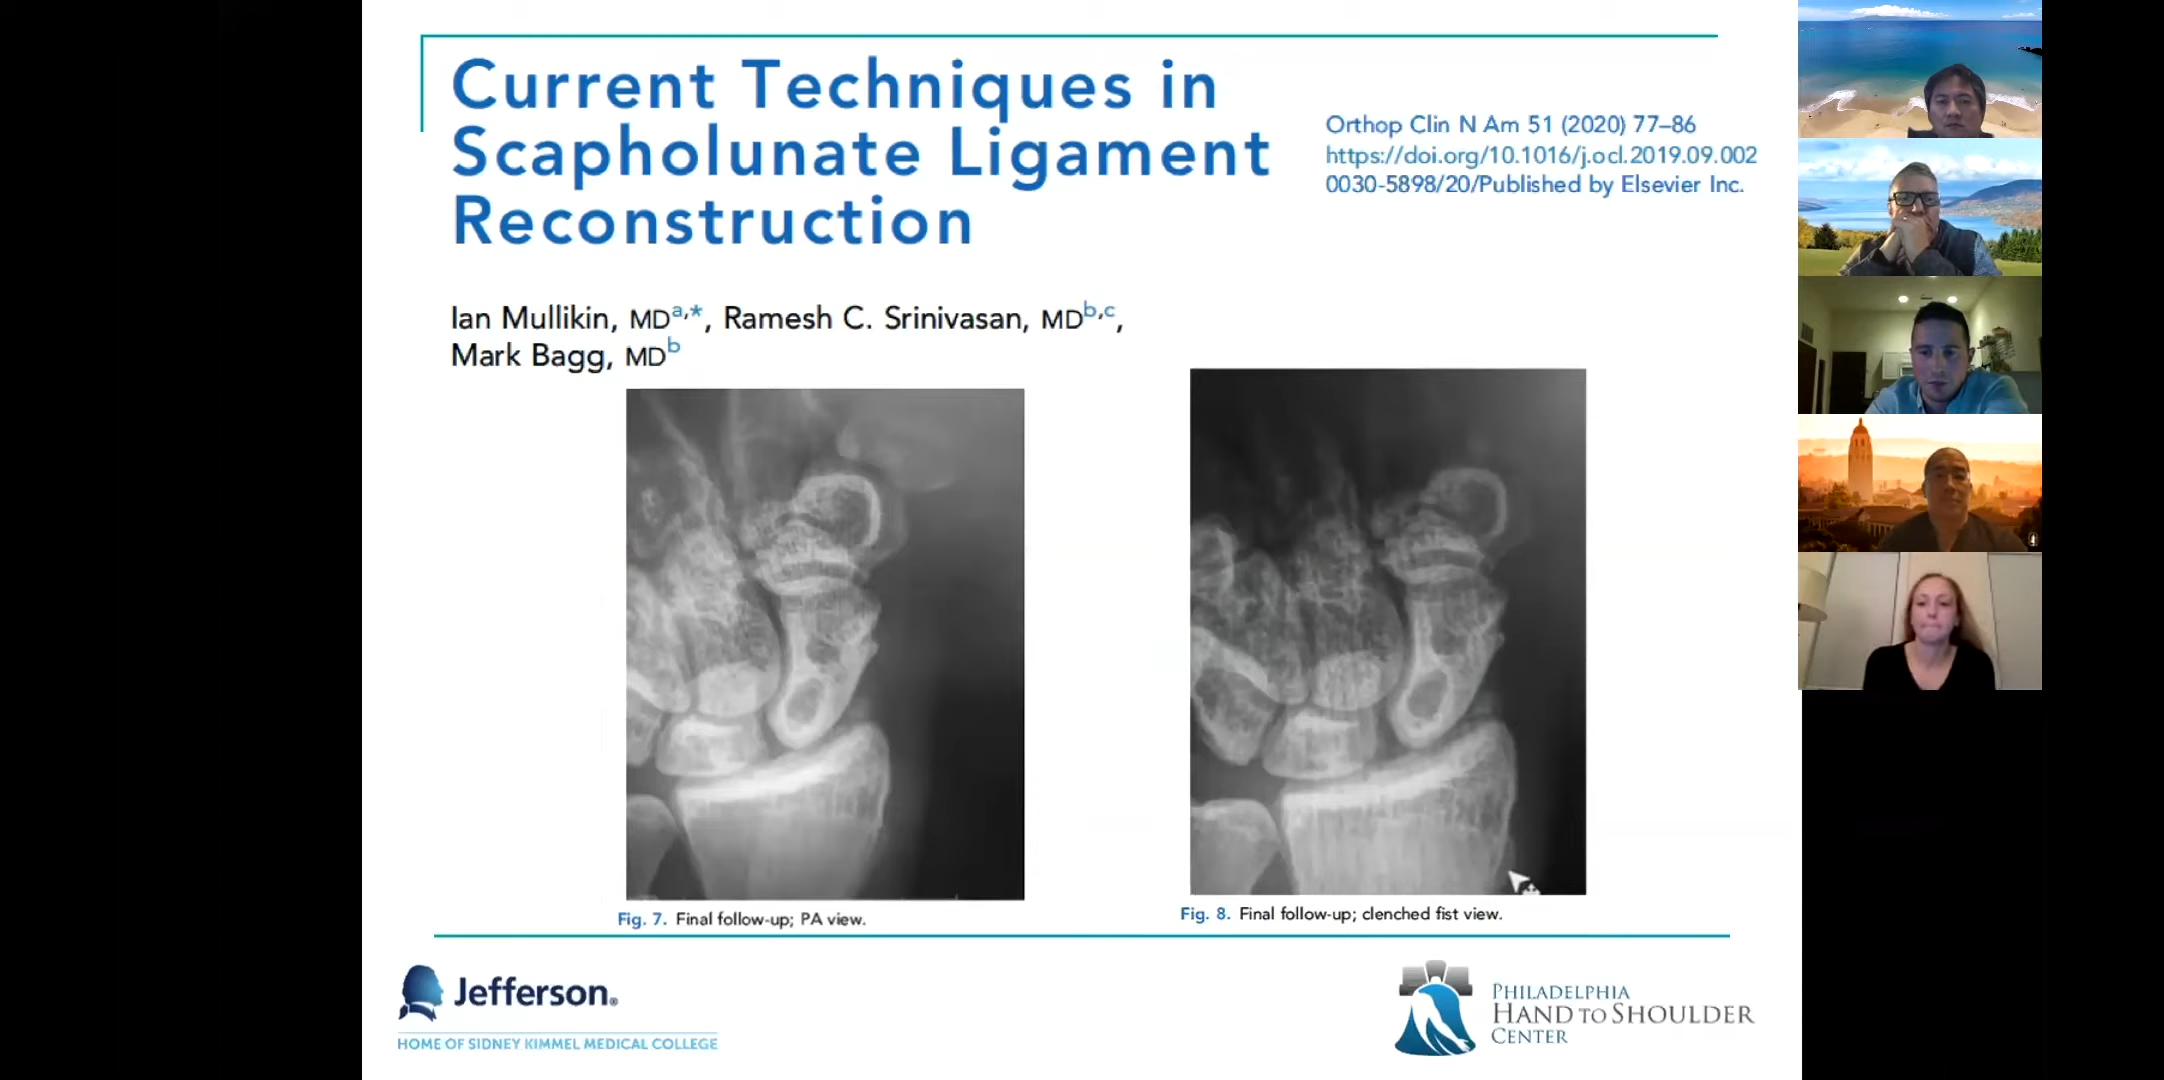 Current Techniques in
Scapholunate Ligament
Reconstruction
Orthop Clin N Am 51 (2020) 77–86
https://doi.org/10.1016/j.ocl.2019.09.002
0030-5898/20/Published by Elsevier Inc.
Ian Mullikin, MDa,*, Ramesh C. Srinivasan, MDb,c,
Mark Bagg, MDb
Fig. 7. Final follow-up; PA view.
Fig. 8. Final follow-up; clenched fist view.
Jefferson®
HOME OF SIDNEY KIMMEL MEDICAL COLLEGE
PHILADELPHIA
HAND TO SHOULDER
CENTER